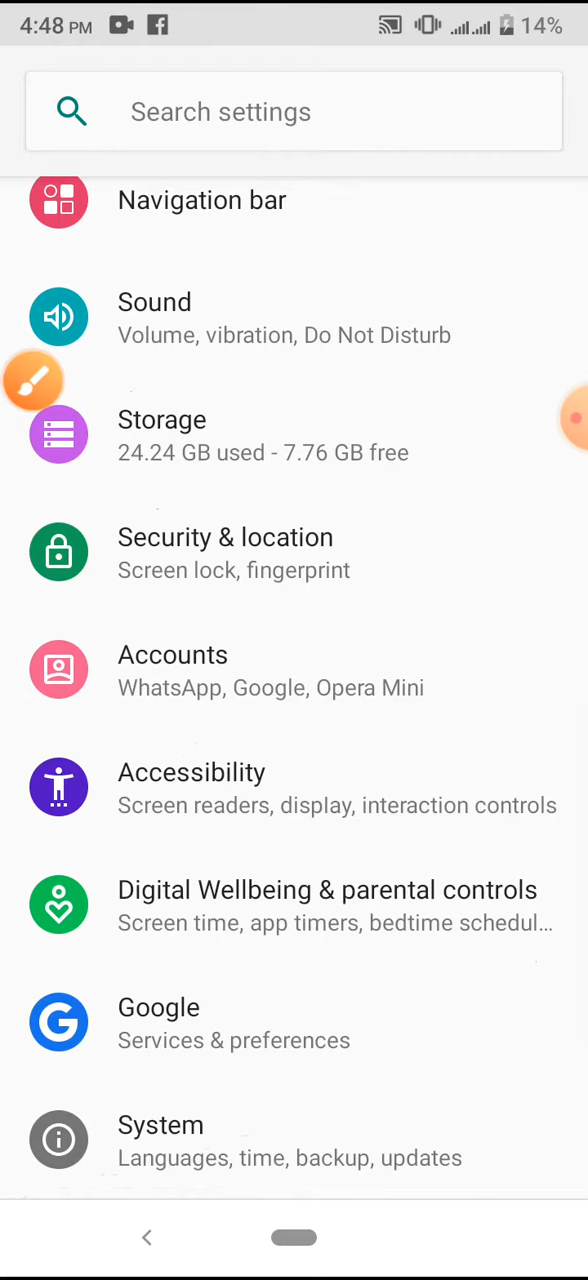 4:48 PM 14%
Search settings
Navigation bar
Sound
Volume, vibration, Do Not Disturb
Storage
24.24 GB used - 7.76 GB free
Security & location
Screen lock, fingerprint
Accounts
WhatsApp, Google, Opera Mini
Accessibility
Screen readers, display, interaction controls
Digital Wellbeing & parental controls
Screen time, app timers, bedtime schedul...
Google
Services & preferences
System
Languages, time, backup, updates